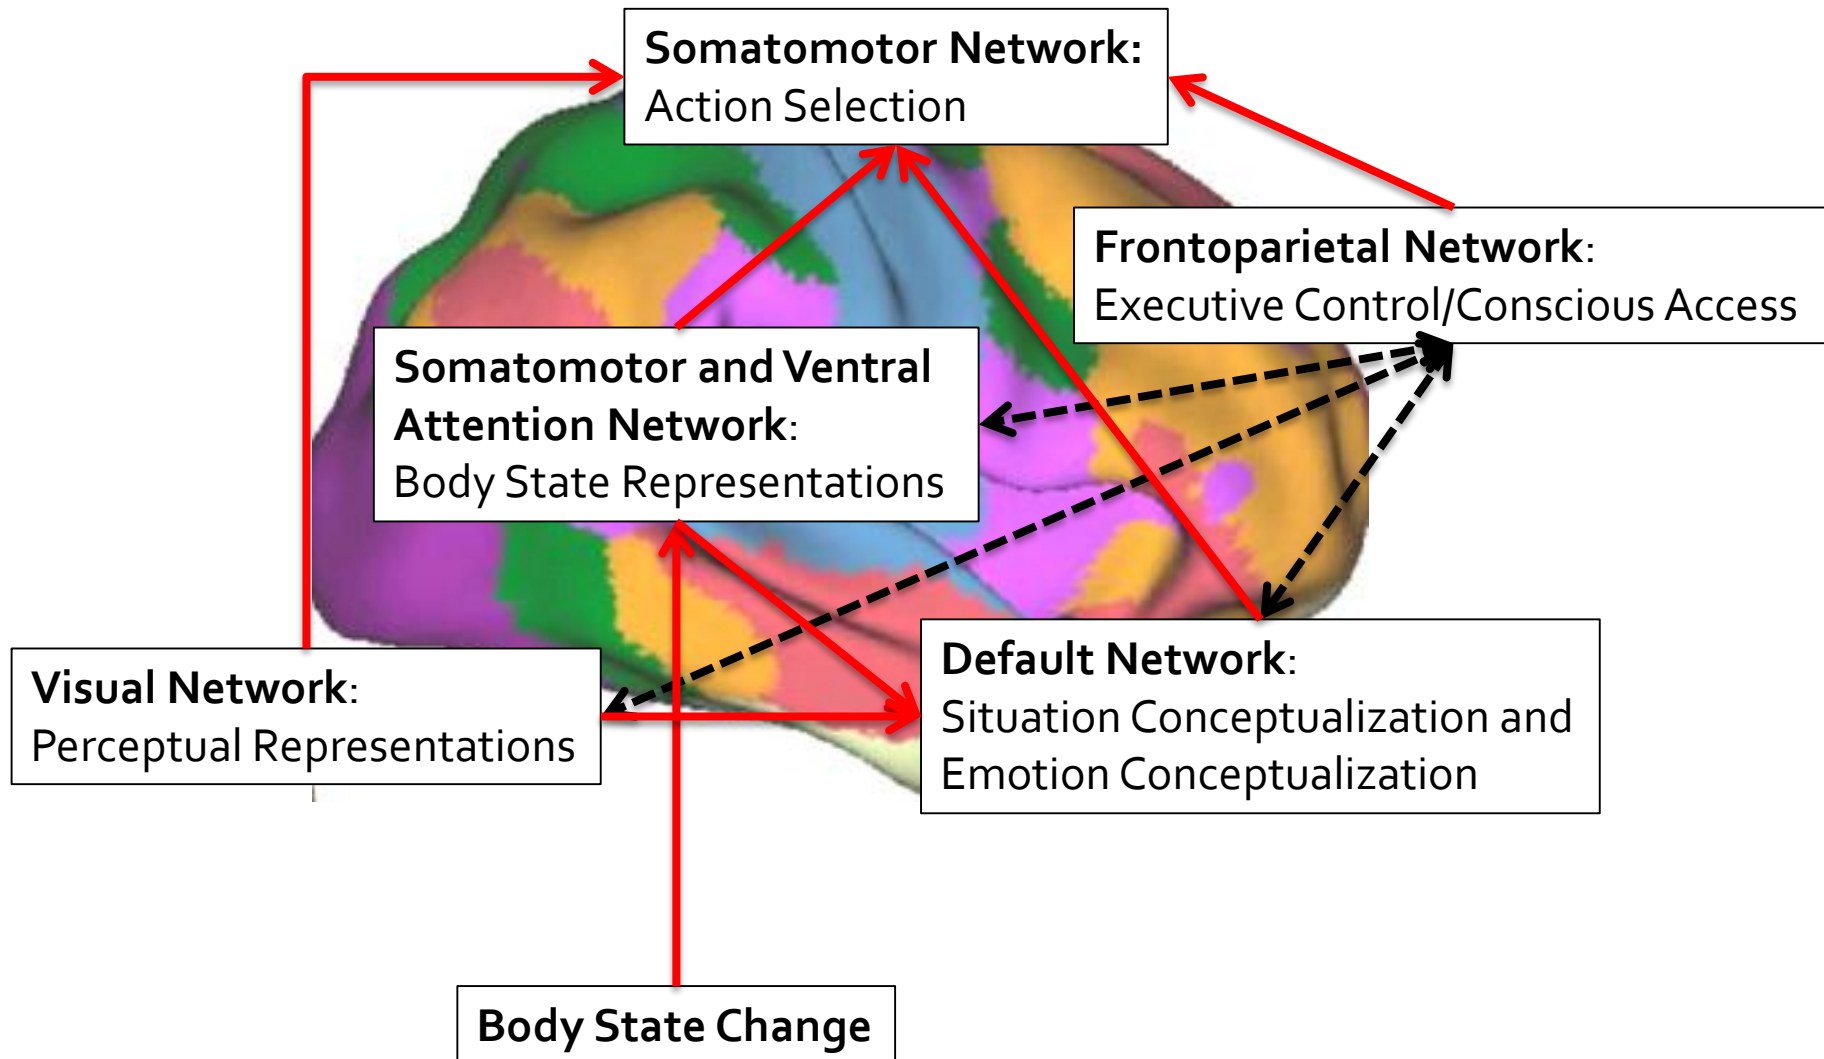 Somatomotor Network:
Action Selection
Frontoparietal Network:
Executive Control/Conscious Access
Somatomotor and Ventral
Attention Network:
Body State Representations
Visual Network:
Perceptual Representations
Default Network:
Situation Conceptualization and
Emotion Conceptualization
Body State Change